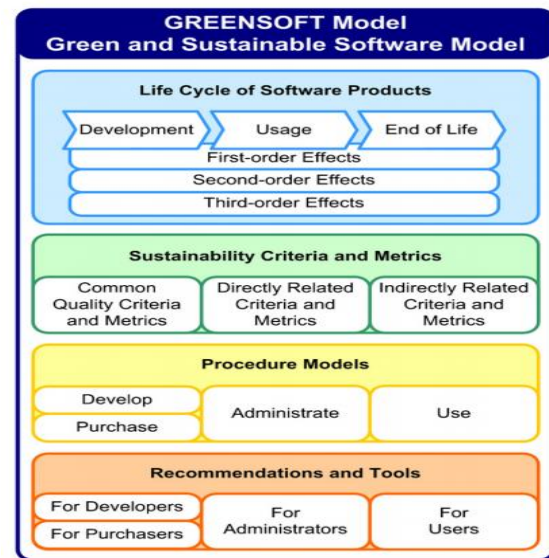 GREENSOFT Model
Green and Sustainable Software Model
Life Cycle of Software Products
Development
Usage
End of Life
First-order Effects
Second-order Effects
Third-order Effects
Sustainability Criteria and Metrics
Common
Quality Criteria
and Metrics
Directly Related
Criteria and
Metrics
Indirectly Related
Criteria and
Metrics
Procedure Models
Develop
Purchase
Administrate
Use
Recommendations and Tools
For Developers
For Purchasers
For
Administrators
For
Users